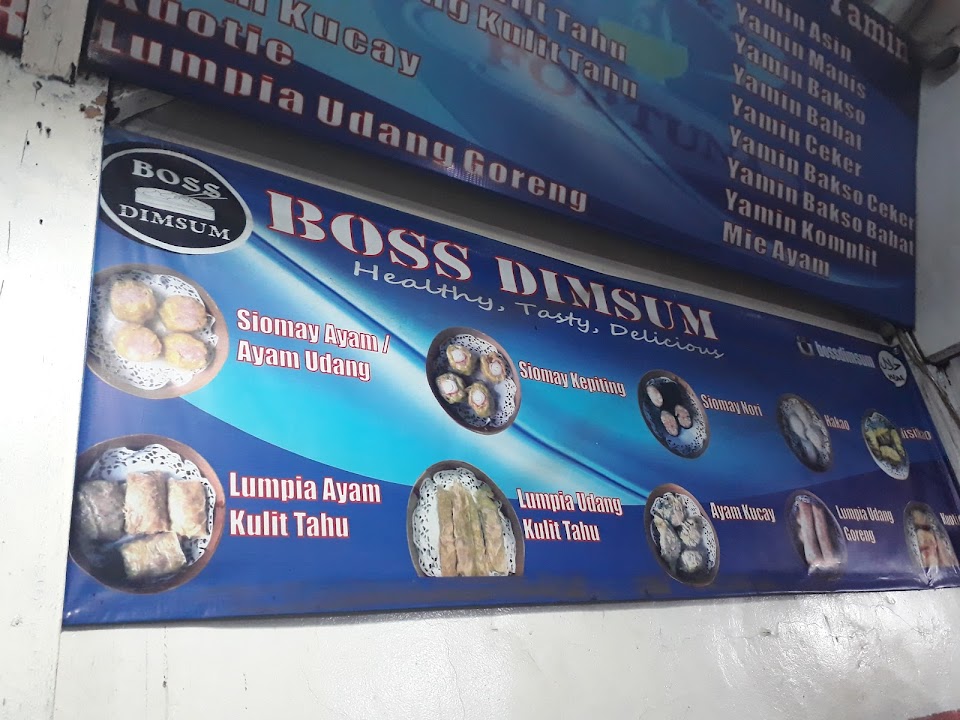 Kucay
Kuotie
Lumpia Udang Goreng
Kulit Tahu
Kulit Tahu
Yamin
Yamin Asin
Yamin Manis
Yamin Bakso
Yamin Babat
Yamin Ceker
Yamin Bakso Ceker
Yamin Bakso Babat
Yamin Komplit
Mie Ayam
BOSS
DIMSUM
BOSS DIMSUM
Healthy, Tasty, Delicious
bossdimsum
حلال
Siomay Ayam /
Ayam Udang
Siomay Kepiting
Siomay Nori
Hakao
Lumpia Ayam
Kulit Tahu
Lumpia Udang
Kulit Tahu
Ayam Kucay
Lumpia Udang
Goreng